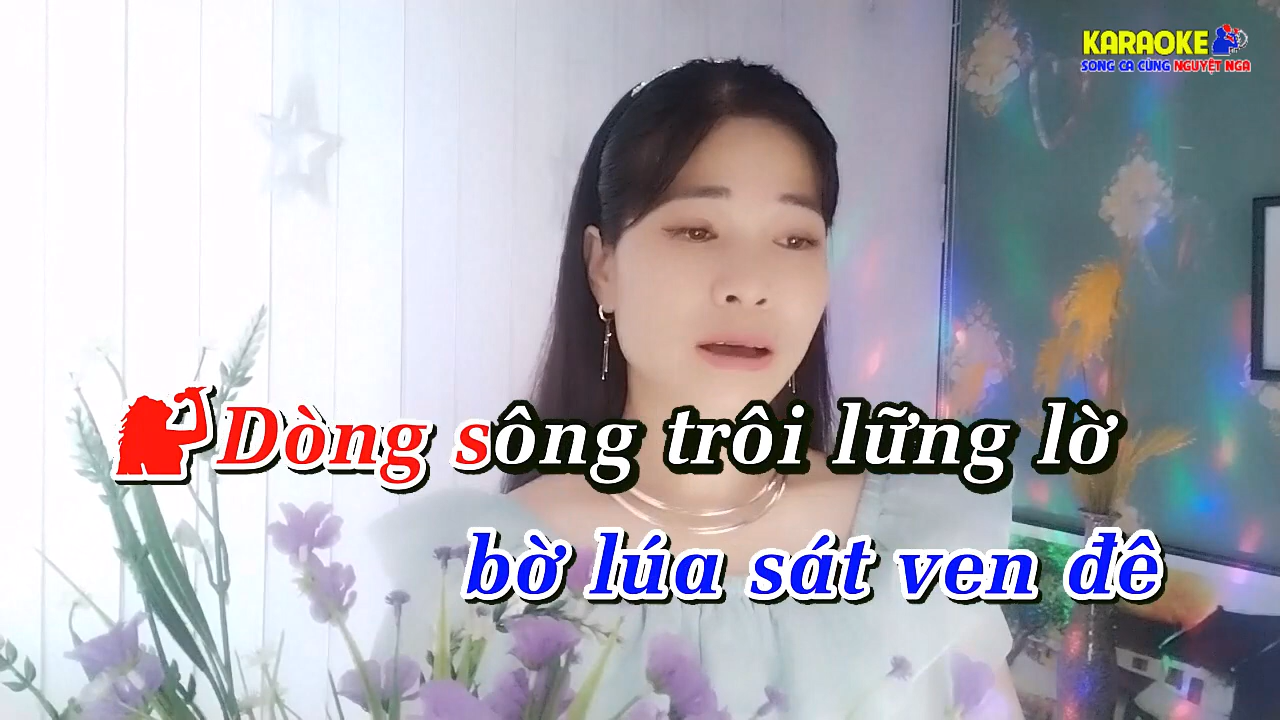 KARAOKE
SONG CA CÙNG NGUYỆT NGA
Dòng sông trôi lững lờ
bờ lúa sát ven đê